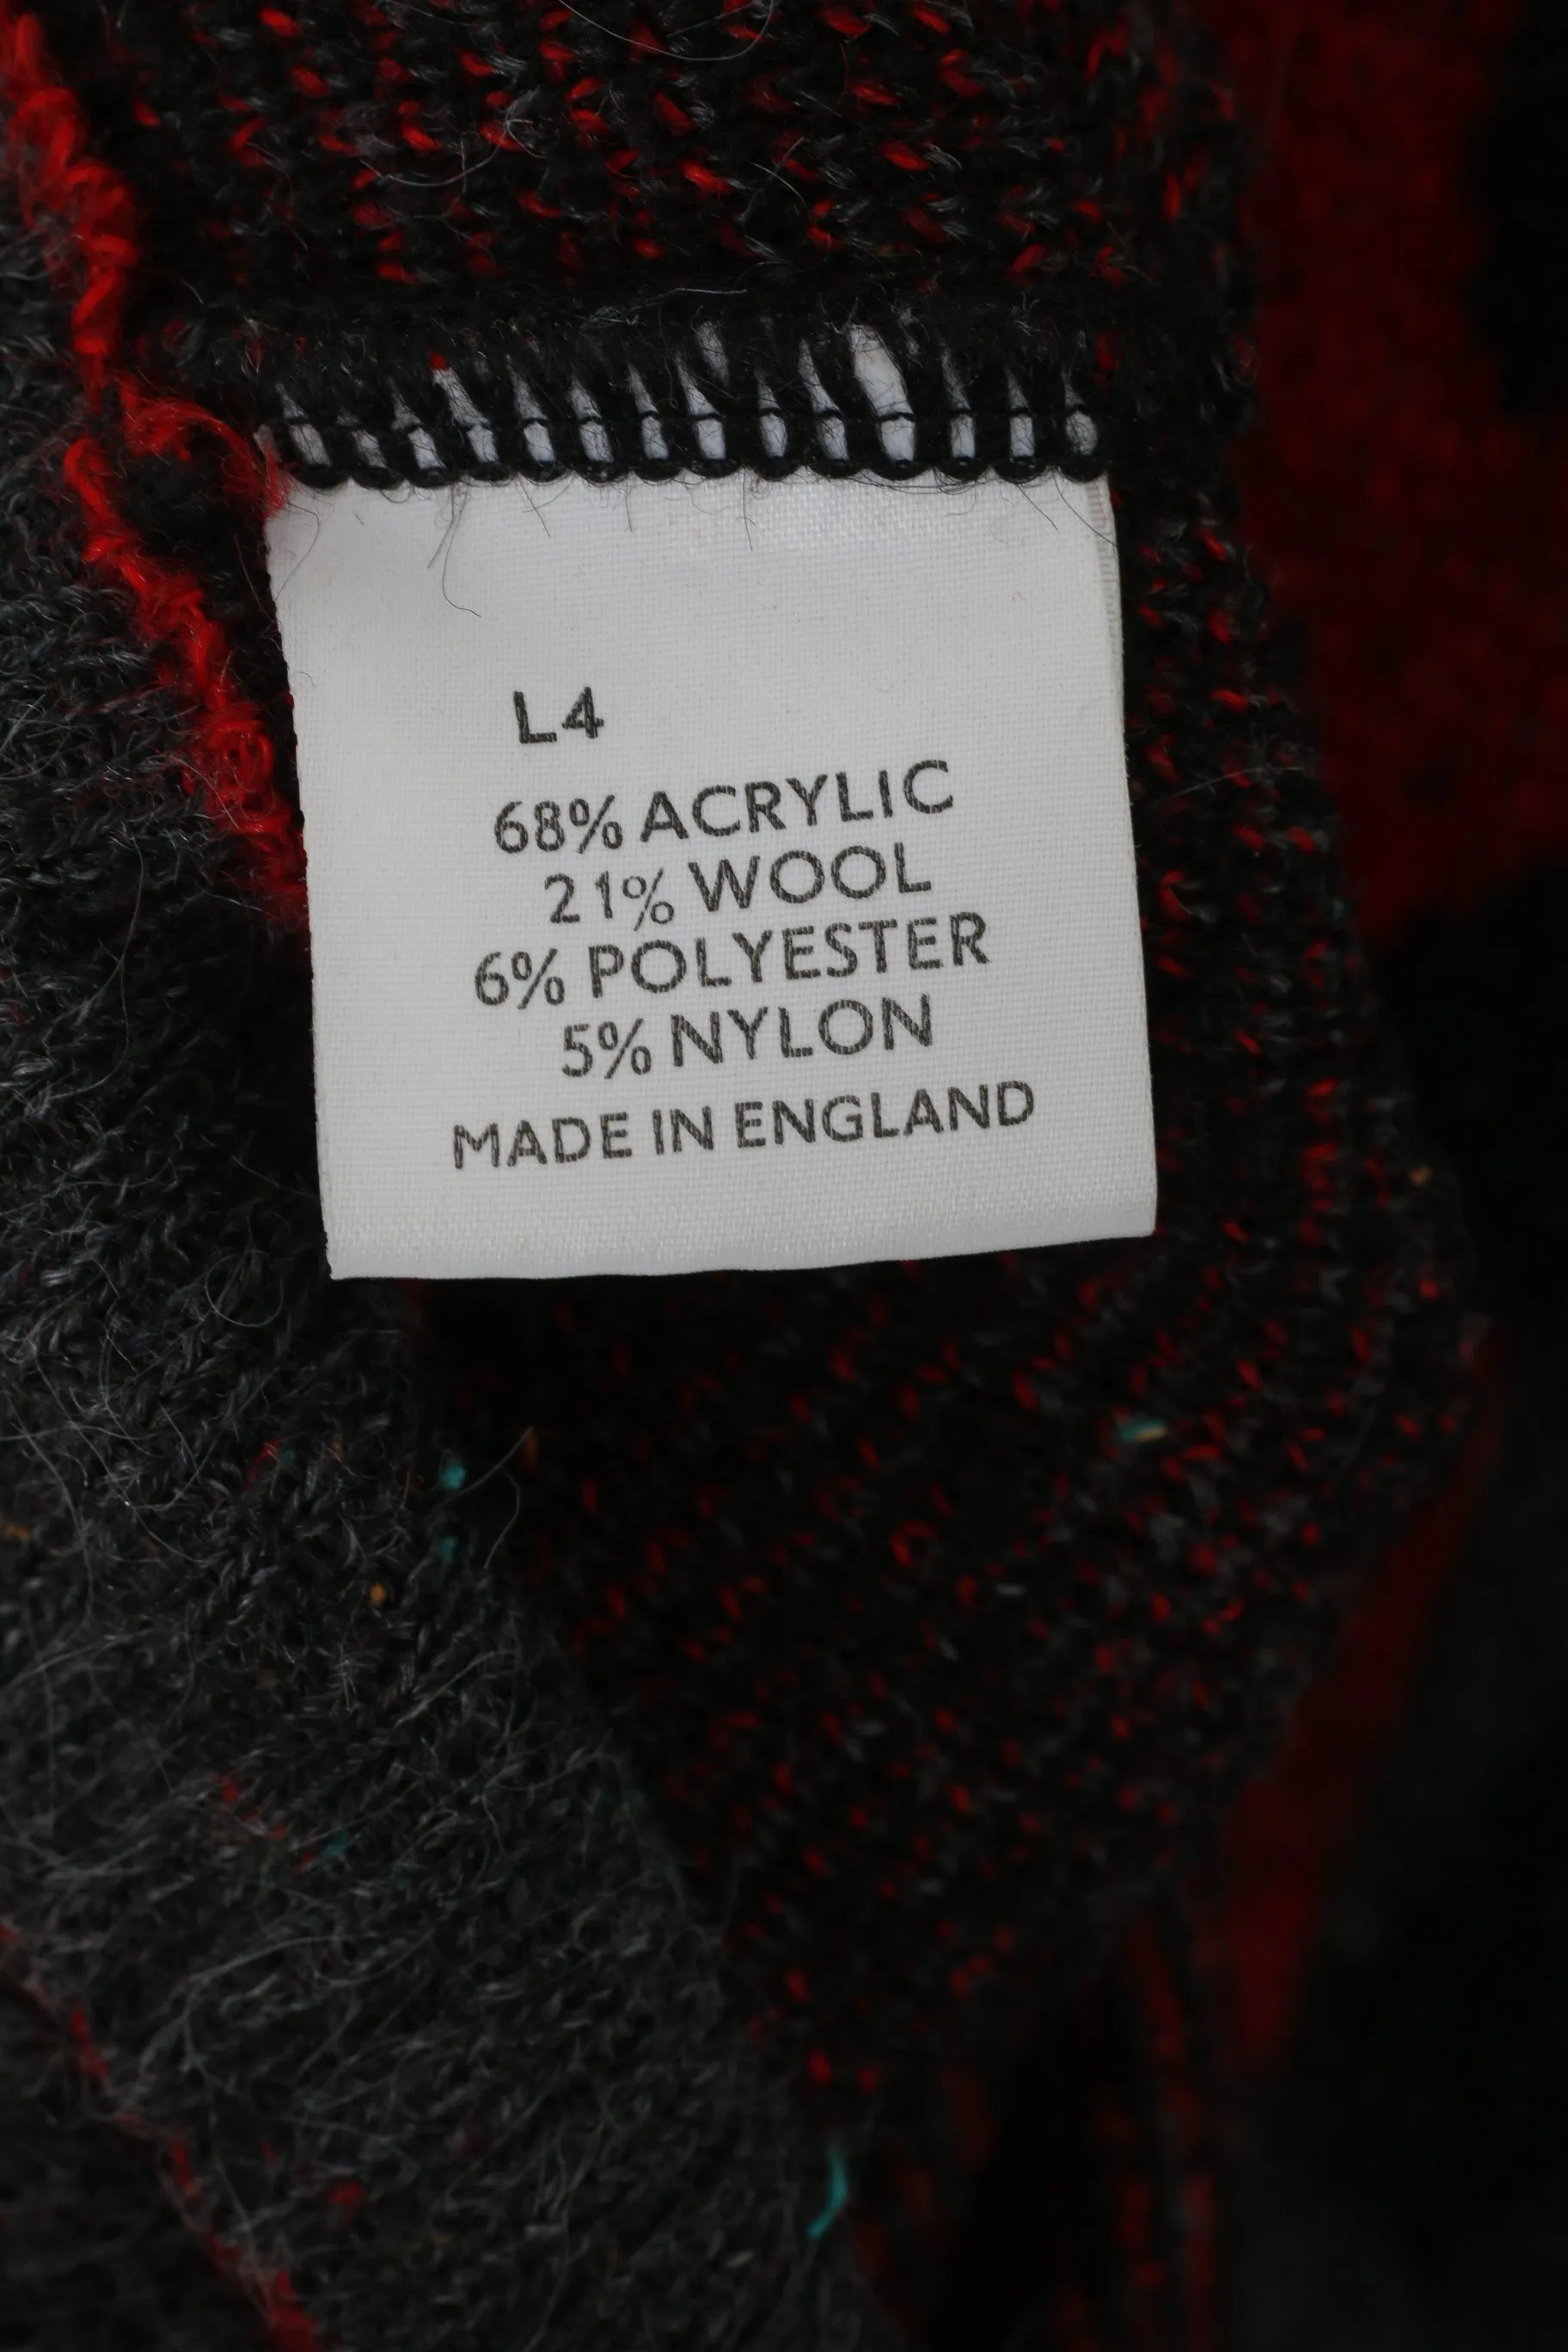 L4
68% ACRYLIC
21% WOOL
6% POLYESTER
5% NYLON
MADE IN ENGLAND